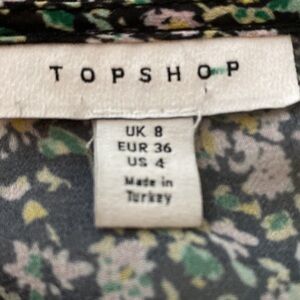 TOPSHOP
UK 8
EUR 36
US 4
Made in
Turkey